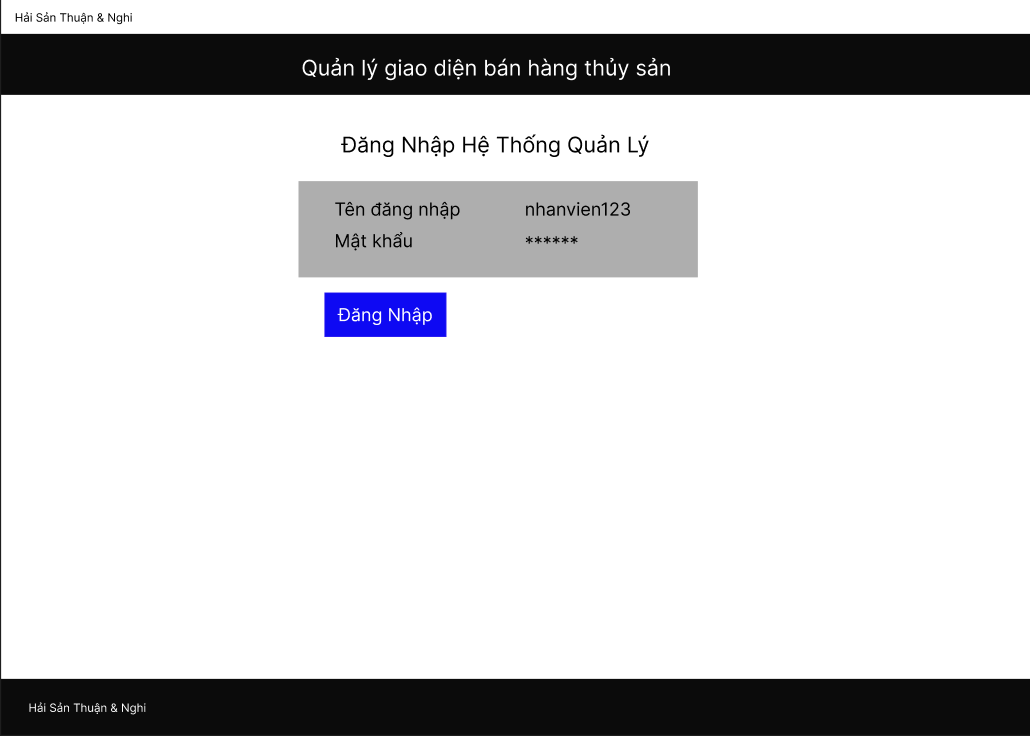 Hải Sản Thuận & Nghi
Quản lý giao diện bán hàng thủy sản
Đăng Nhập Hệ Thống Quản Lý
Tên đăng nhập nhanvien123
Mật khẩu ******
Đăng Nhập
Hải Sản Thuận & Nghi